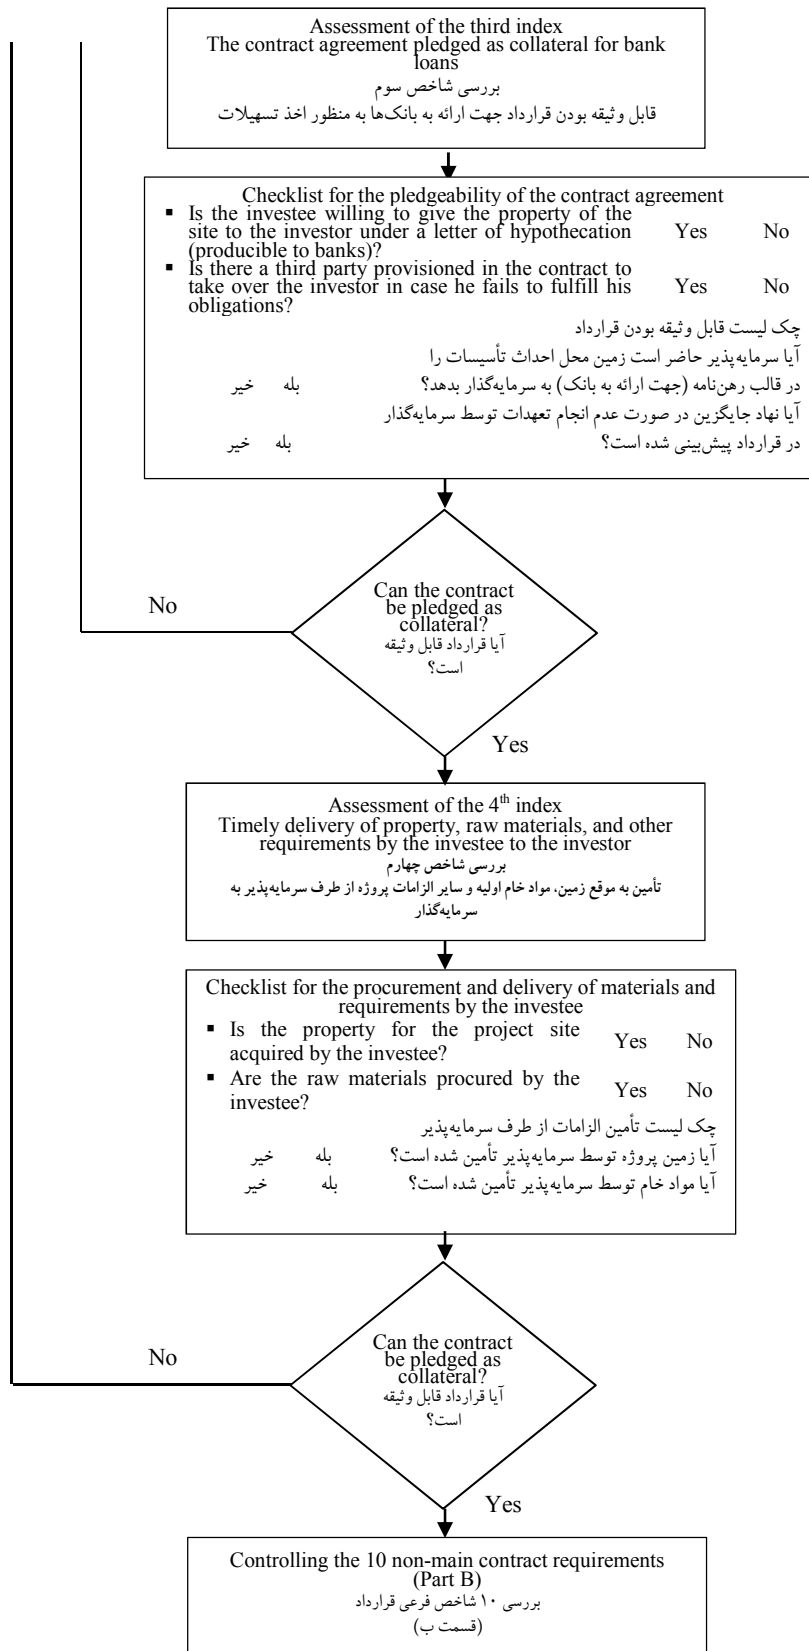 Assessment of the third index
The contract agreement pledged as collateral for bank
loans
بررسی شاخص سوم
قابل وثیقه بودن قرارداد جهت ارائه به بانک‌ها به منظور اخذ تسهیلات
Checklist for the pledgeability of the contract agreement
▪ Is the investee willing to give the property of the
site to the investor under a letter of hypothecation Yes No
(producible to banks)?
▪ Is there a third party provisioned in the contract to
take over the investor in case he fails to fulfill his Yes No
obligations?
چک لیست قابل وثیقه بودن قرارداد
آیا سرمایه‌پذیر حاضر است زمین محل احداث تأسیسات را
در قالب رهن‌نامه (جهت ارائه به بانک) به سرمایه‌گذار بدهد؟ بله خیر
آیا نهاد جایگزین در صورت عدم انجام تعهدات توسط سرمایه‌گذار
در قرارداد پیش‌بینی شده است؟ بله خیر
Can the contract
be pledged as
collateral?
آیا قرارداد قابل وثیقه
است؟
No
Yes
Assessment of the 4th index
Timely delivery of property, raw materials, and other
requirements by the investee to the investor
بررسی شاخص چهارم
تأمین به موقع زمین، مواد خام اولیه و سایر الزامات پروژه از طرف سرمایه‌پذیر به
سرمایه‌گذار
Checklist for the procurement and delivery of materials and
requirements by the investee
▪ Is the property for the project site Yes No
acquired by the investee?
▪ Are the raw materials procured by the Yes No
investee?
چک لیست تأمین الزامات از طرف سرمایه‌پذیر
آیا زمین پروژه توسط سرمایه‌پذیر تأمین شده است؟ بله خیر
آیا مواد خام توسط سرمایه‌پذیر تأمین شده است؟ بله خیر
Can the contract
be pledged as
collateral?
آیا قرارداد قابل وثیقه
است؟
No
Yes
Controlling the 10 non-main contract requirements
(Part B)
بررسی ۱۰ شاخص فرعی قرارداد
(قسمت ب)